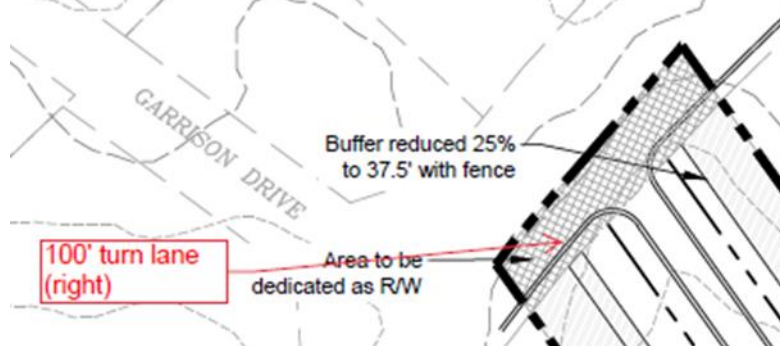 GARRISON DRIVE
Buffer reduced 25%
to 37.5' with fence
100' turn lane
(right)
Area to be
dedicated as R/W